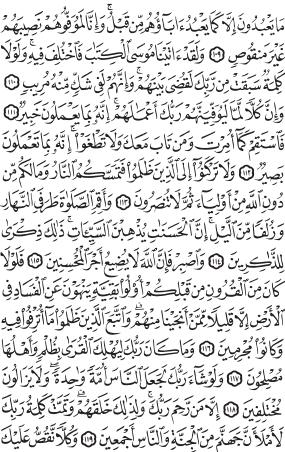 مَا يَعْبُدُونَ إِلَّا كَمَا يَعْبُدُ ءَابَآؤُهُم مِّن قَبْلُ ۚ وَإِنَّا لَمُوَفُّوهُمْ نَصِيبَهُمْ
غَيْرَ مَنقُوصٍ ١٠٩ وَلَقَدْ ءَاتَيْنَا مُوسَى ٱلْكِتَـٰبَ فَٱخْتُلِفَ فِيهِ ۚ وَلَوْلَا
كَلِمَةٌ سَبَقَتْ مِن رَّبِّكَ لَقُضِىَ بَيْنَهُمْ ۚ وَإِنَّهُمْ لَفِى شَكٍّ مِّنْهُ مُرِيبٍ ١١٠
وَإِنَّ كُلًّا لَّمَّا لَيُوَفِّيَنَّهُمْ رَبُّكَ أَعْمَـٰلَهُمْ ۚ إِنَّهُۥ بِمَا يَعْمَلُونَ خَبِيرٌ ١١١
فَٱسْتَقِمْ كَمَآ أُمِرْتَ وَمَن تَابَ مَعَكَ وَلَا تَطْغَوْا۟ ۚ إِنَّهُۥ بِمَا تَعْمَلُونَ
بَصِيرٌ ١١٢ وَلَا تَرْكَنُوٓا۟ إِلَى ٱلَّذِينَ ظَلَمُوا۟ فَتَمَسَّكُمُ ٱلنَّارُ وَمَا لَكُم مِّن
دُونِ ٱللَّهِ مِنْ أَوْلِيَآءَ ثُمَّ لَا تُنصَرُونَ ١١٣ وَأَقِمِ ٱلصَّلَوٰةَ طَرَفَىِ ٱلنَّهَارِ
وَزُلَفًا مِّنَ ٱلَّيْلِ ۚ إِنَّ ٱلْحَسَنَـٰتِ يُذْهِبْنَ ٱلسَّيِّـَٔاتِ ۚ ذَٰلِكَ ذِكْرَىٰ
لِلذَّٰكِرِينَ ١١٤ وَٱصْبِرْ فَإِنَّ ٱللَّهَ لَا يُضِيعُ أَجْرَ ٱلْمُحْسِنِينَ ١١٥ فَلَوْلَا
كَانَ مِنَ ٱلْقُرُونِ مِن قَبْلِكُمْ أُو۟لُوا۟ بَقِيَّةٍ يَنْهَوْنَ عَنِ ٱلْفَسَادِ فِى
ٱلْأَرْضِ إِلَّا قَلِيلًا مِّمَّنْ أَنجَيْنَا مِنْهُمْ ۗ وَٱتَّبَعَ ٱلَّذِينَ ظَلَمُوا۟ مَآ أُتْرِفُوا۟ فِيهِ
وَكَانُوا۟ مُجْرِمِينَ ١١٦ وَمَا كَانَ رَبُّكَ لِيُهْلِكَ ٱلْقُرَىٰ بِظُلْمٍ وَأَهْلُهَا
مُصْلِحُونَ ١١٧ وَلَوْ شَآءَ رَبُّكَ لَجَعَلَ ٱلنَّاسَ أُمَّةً وَٰحِدَةً ۖ وَلَا يَزَالُونَ
مُخْتَلِفِينَ ١١٨ إِلَّا مَن رَّحِمَ رَبُّكَ ۚ وَلِذَٰلِكَ خَلَقَهُمْ ۗ وَتَمَّتْ كَلِمَةُ رَبِّكَ
لَأَمْلَأَنَّ جَهَنَّمَ مِنَ ٱلْجِنَّةِ وَٱلنَّاسِ أَجْمَعِينَ ١١٩ وَكُلًّا نَّقُصُّ عَلَيْكَ